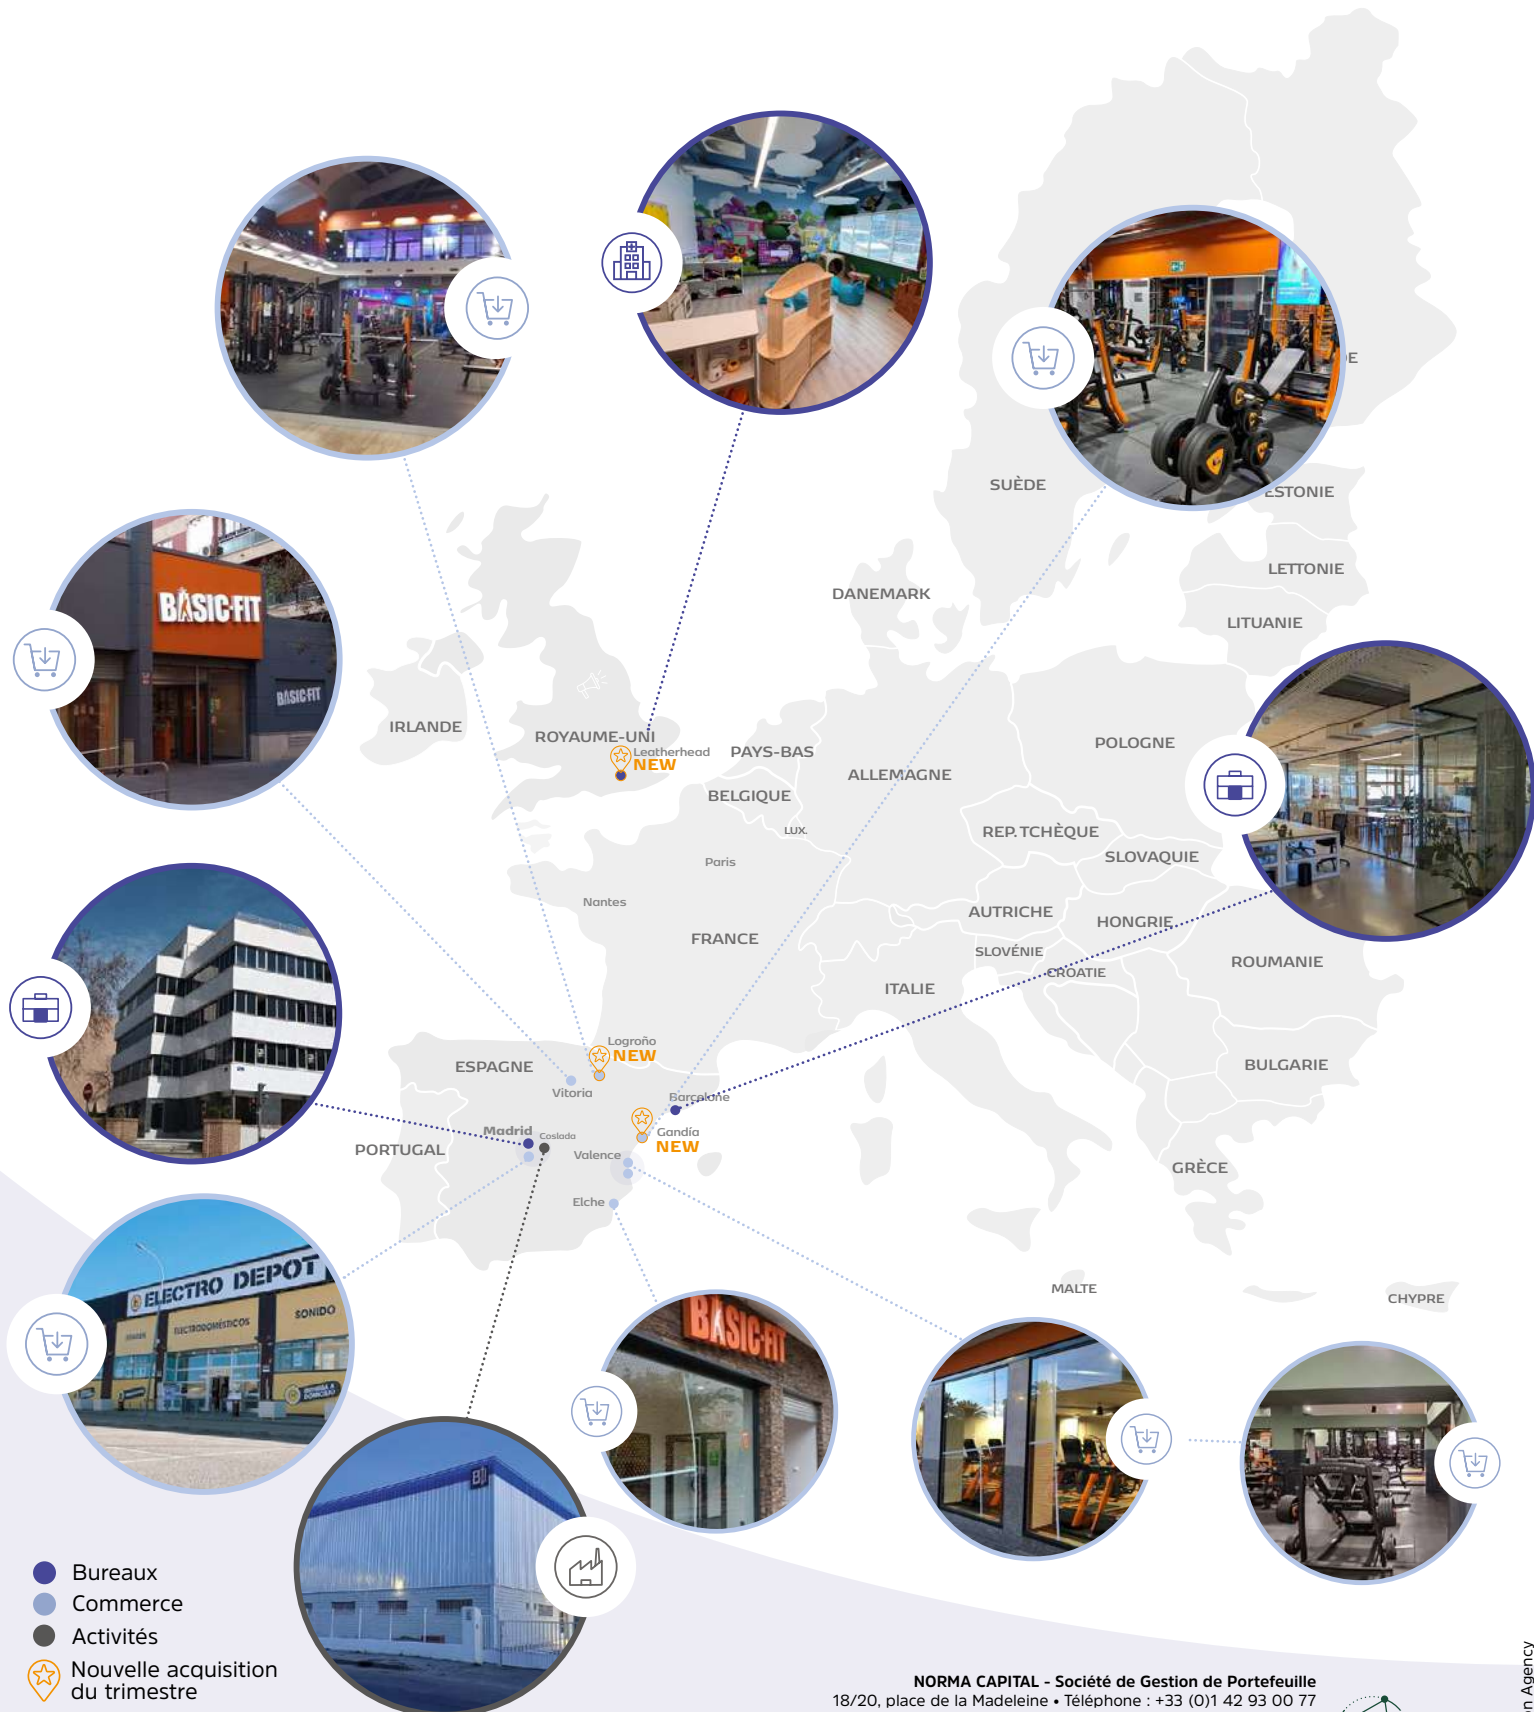 SUÈDE
ESTONIE
LETTONIE
DANEMARK
LITUANIE
BASIC-FIT
BASIC-FIT
IRLANDE
ROYAUME-UNI
Leatherhead
NEW
PAYS-BAS
POLOGNE
ALLEMAGNE
BELGIQUE
LUX.
REP. TCHÈQUE
SLOVAQUIE
Paris
Nantes
AUTRICHE
HONGRIE
FRANCE
SLOVÉNIE
CROATIE
ROUMANIE
ITALIE
Logroño
NEW
ESPAGNE
BULGARIE
Vitoria
Barcelone
Madrid
Coslada
Gandía
NEW
PORTUGAL
Valence
GRÈCE
Elche
ELECTRO DEPOT
ELECTRODOMÉSTICOS
SONIDO
MALTE
CHYPRE
BASIC-FIT
Bureaux
Commerce
Activités
Nouvelle acquisition
du trimestre
NORMA CAPITAL - Société de Gestion de Portefeuille
18/20, place de la Madeleine • Téléphone : +33 (0)1 42 93 00 77
Agency